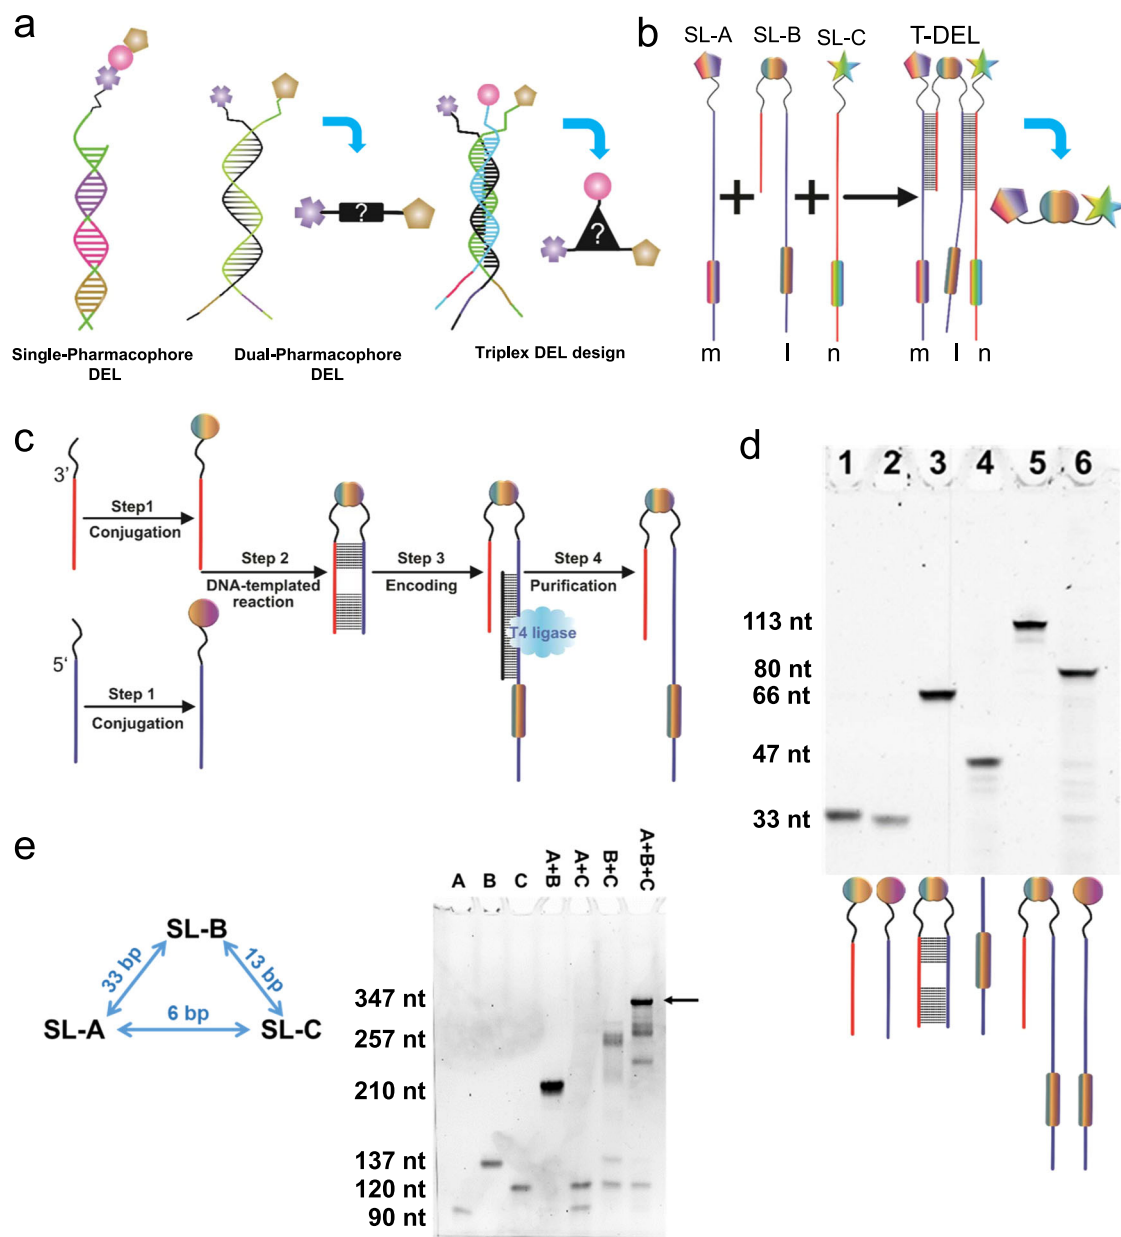 a
?
?
Single-Pharmacophore
DEL
Dual-Pharmacophore
DEL
Triplex DEL design
b
SL-A
SL-B
SL-C
T-DEL
+
+
m
l
n
m
l
n
c
3'
Step1
Conjugation
5'
Step 1
Conjugation
Step 2
DNA-templated
reaction
Step 3
Encoding
T4 ligase
Step 4
Purification
d
1 2 3 4 5 6
113 nt
80 nt
66 nt
47 nt
33 nt
e
SL-B
33 bp
13 bp
6 bp
SL-A
SL-C
A B C A+B A+C B+C A+B+C
347 nt
257 nt
210 nt
137 nt
120 nt
90 nt